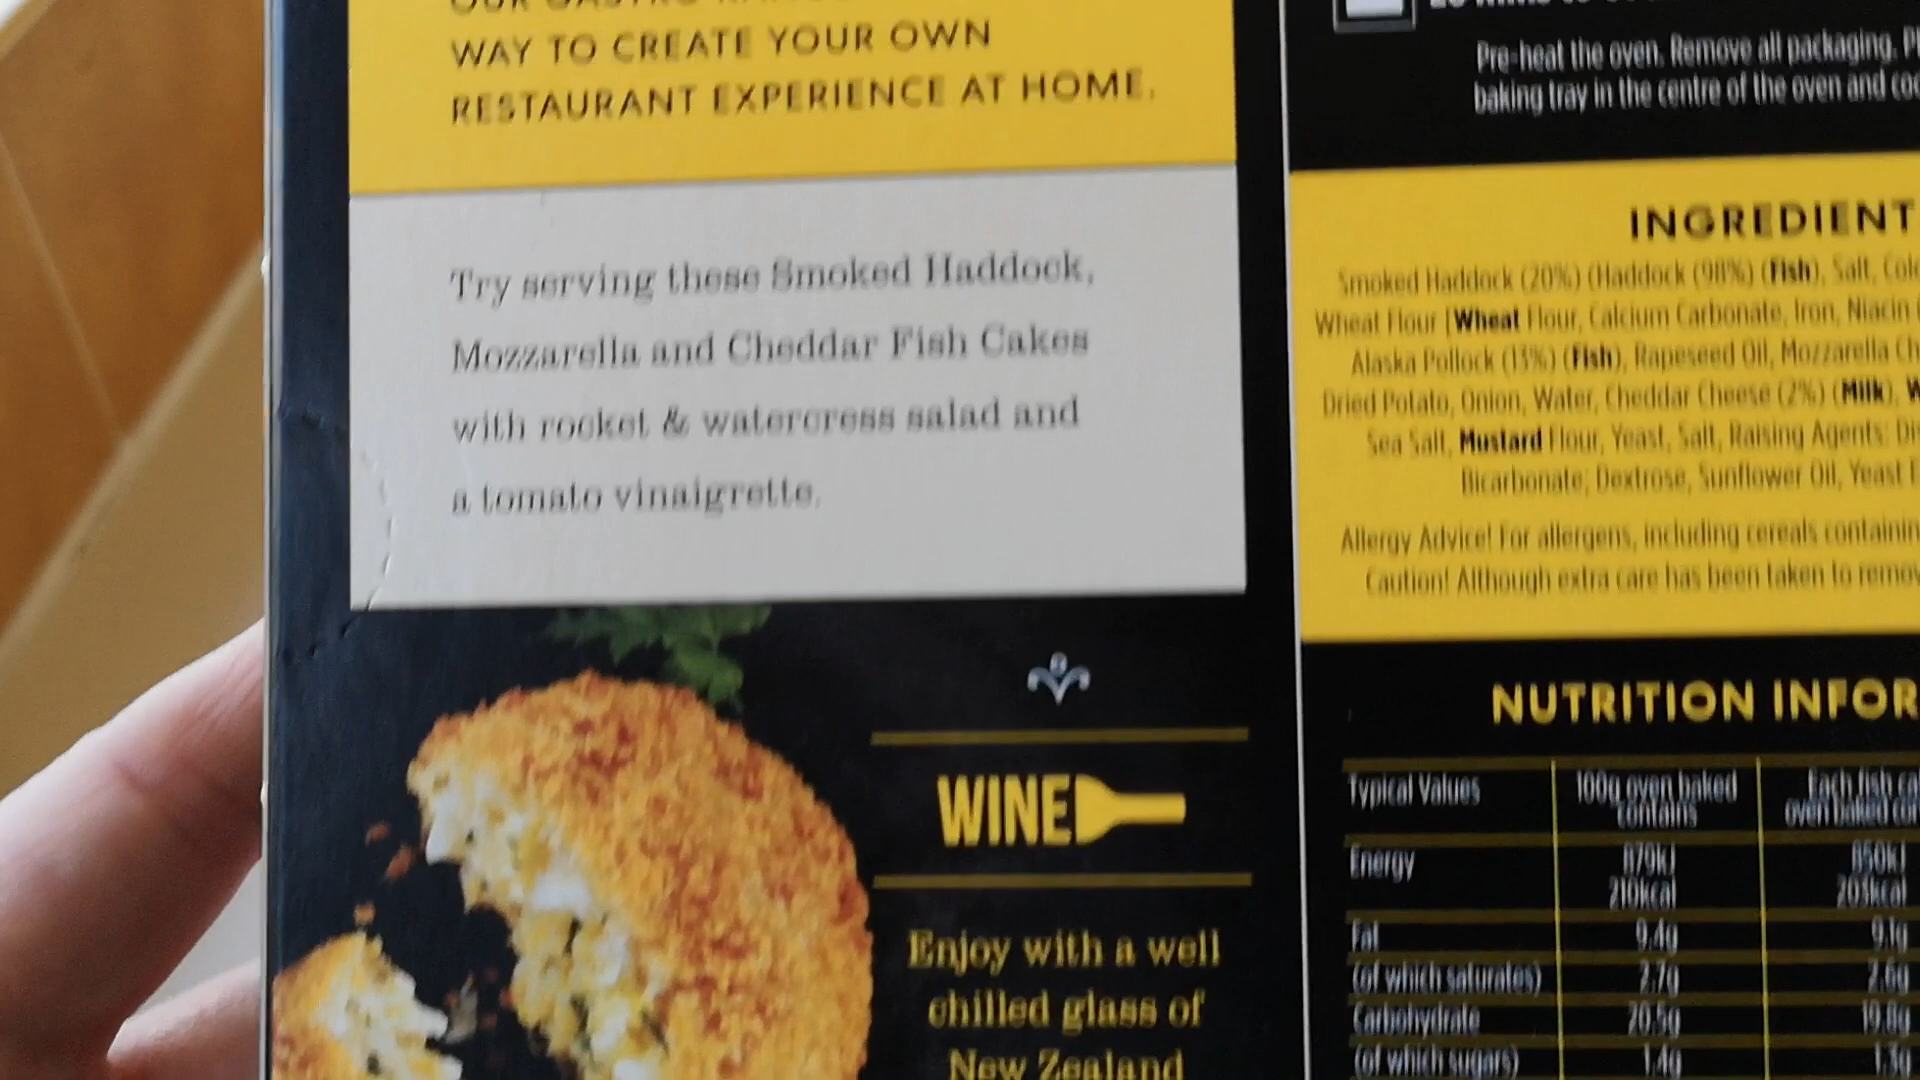 WAY TO CREATE YOUR OWN
RESTAURANT EXPERIENCE AT HOME.
Try serving these Smoked Haddock,
Mozzarella and Cheddar Fish Cakes
with rocket & watercress salad and
a tomato vinaigrette.
WINE
Enjoy with a well
chilled glass of
New Zealand
Pre-heat the oven. Remove all packaging.
baking tray in the centre of the oven and
INGREDIENT
Smoked Haddock (20%) (Haddock (98%) (Fish), Salt,
Wheat Flour [Wheat Flour, Calcium Carbonate, Iron, Niacin
Alaska Pollock (13%) (Fish), Rapeseed Oil, Mozzarella
Dried Potato, Onion, Water, Cheddar Cheese (2%) (Milk),
Sea Salt, Mustard Flour, Yeast, Salt, Raising Agents:
Bicarbonate; Dextrose, Sunflower Oil, Yeast
Allergy Advice! For allergens, including cereals
Caution! Although extra care has been taken to
NUTRITION INFOR
Typical Values 100g oven baked contains Each fish
oven baked
Energy 879kJ 850kJ
210kcal 203kcal
Fat 9.4g 9.1g
(of which saturates) 2.7g 2.6g
Carbohydrate 20.5g 19.8g
(of which sugars) 1.4g 1.3g